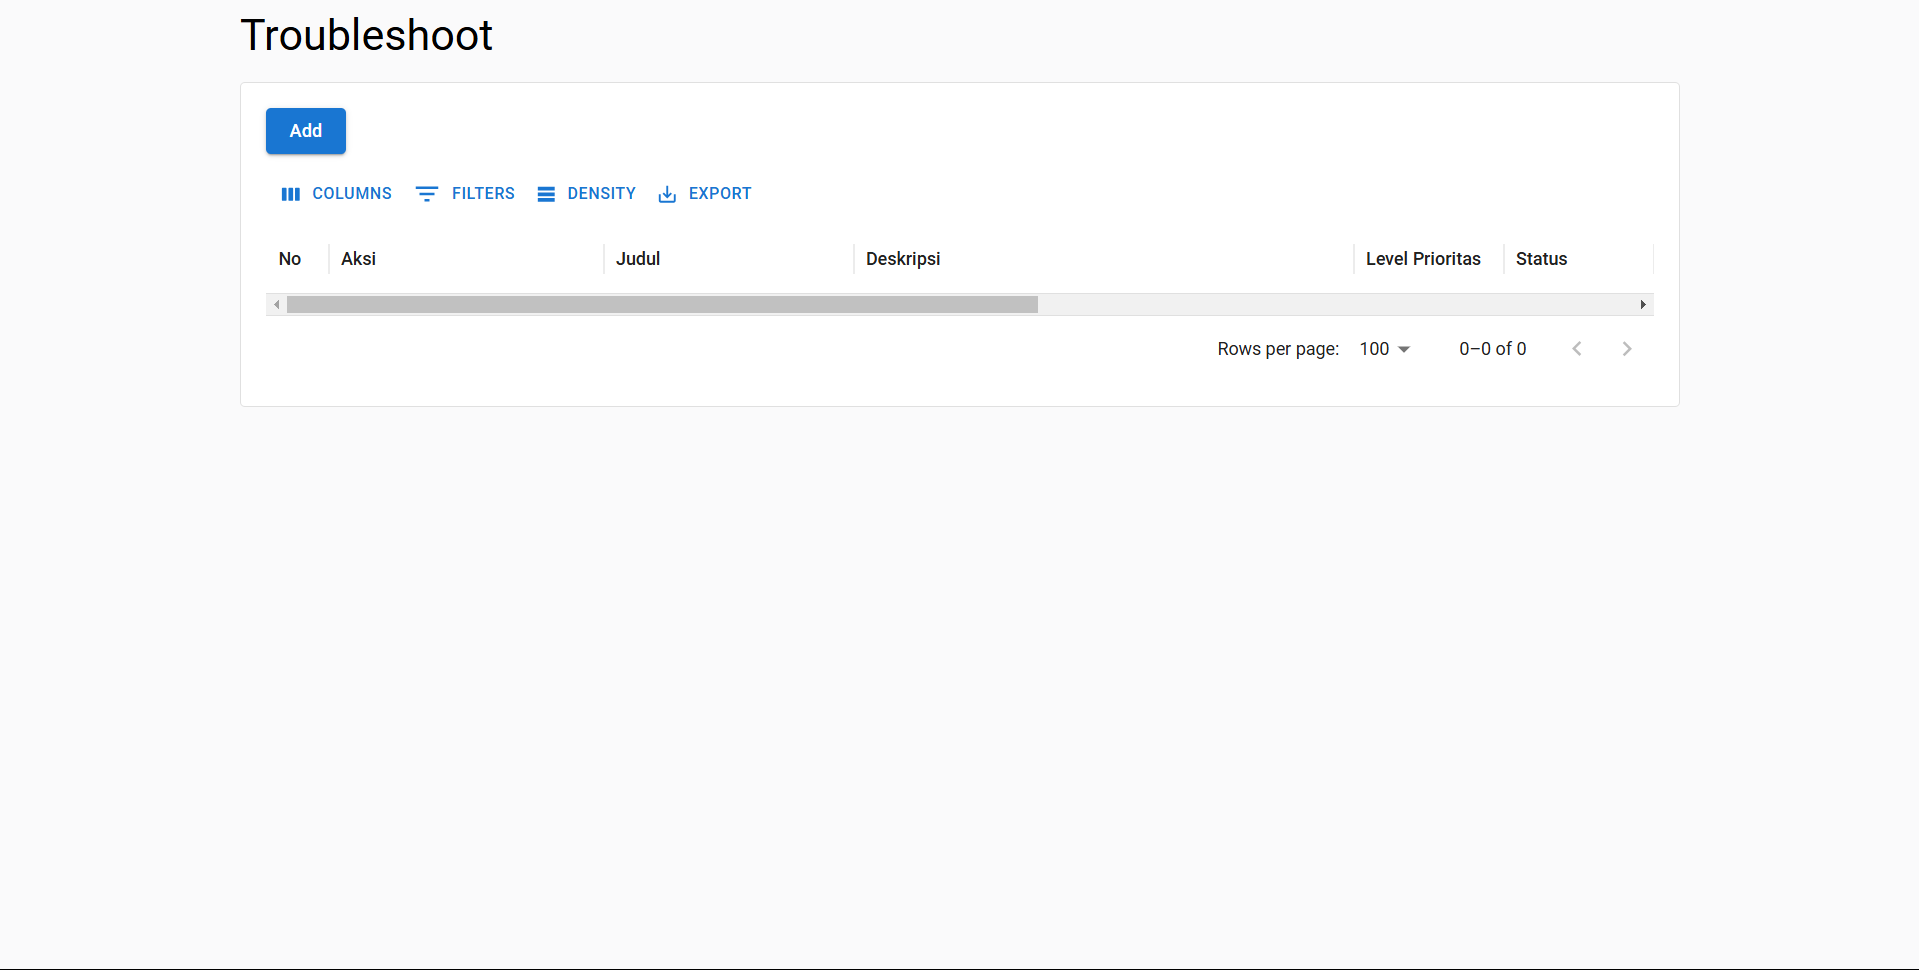 Troubleshoot
Add
COLUMNS FILTERS DENSITY EXPORT
No Aksi Judul Deskripsi Level Prioritas Status
Rows per page: 100 0–0 of 0